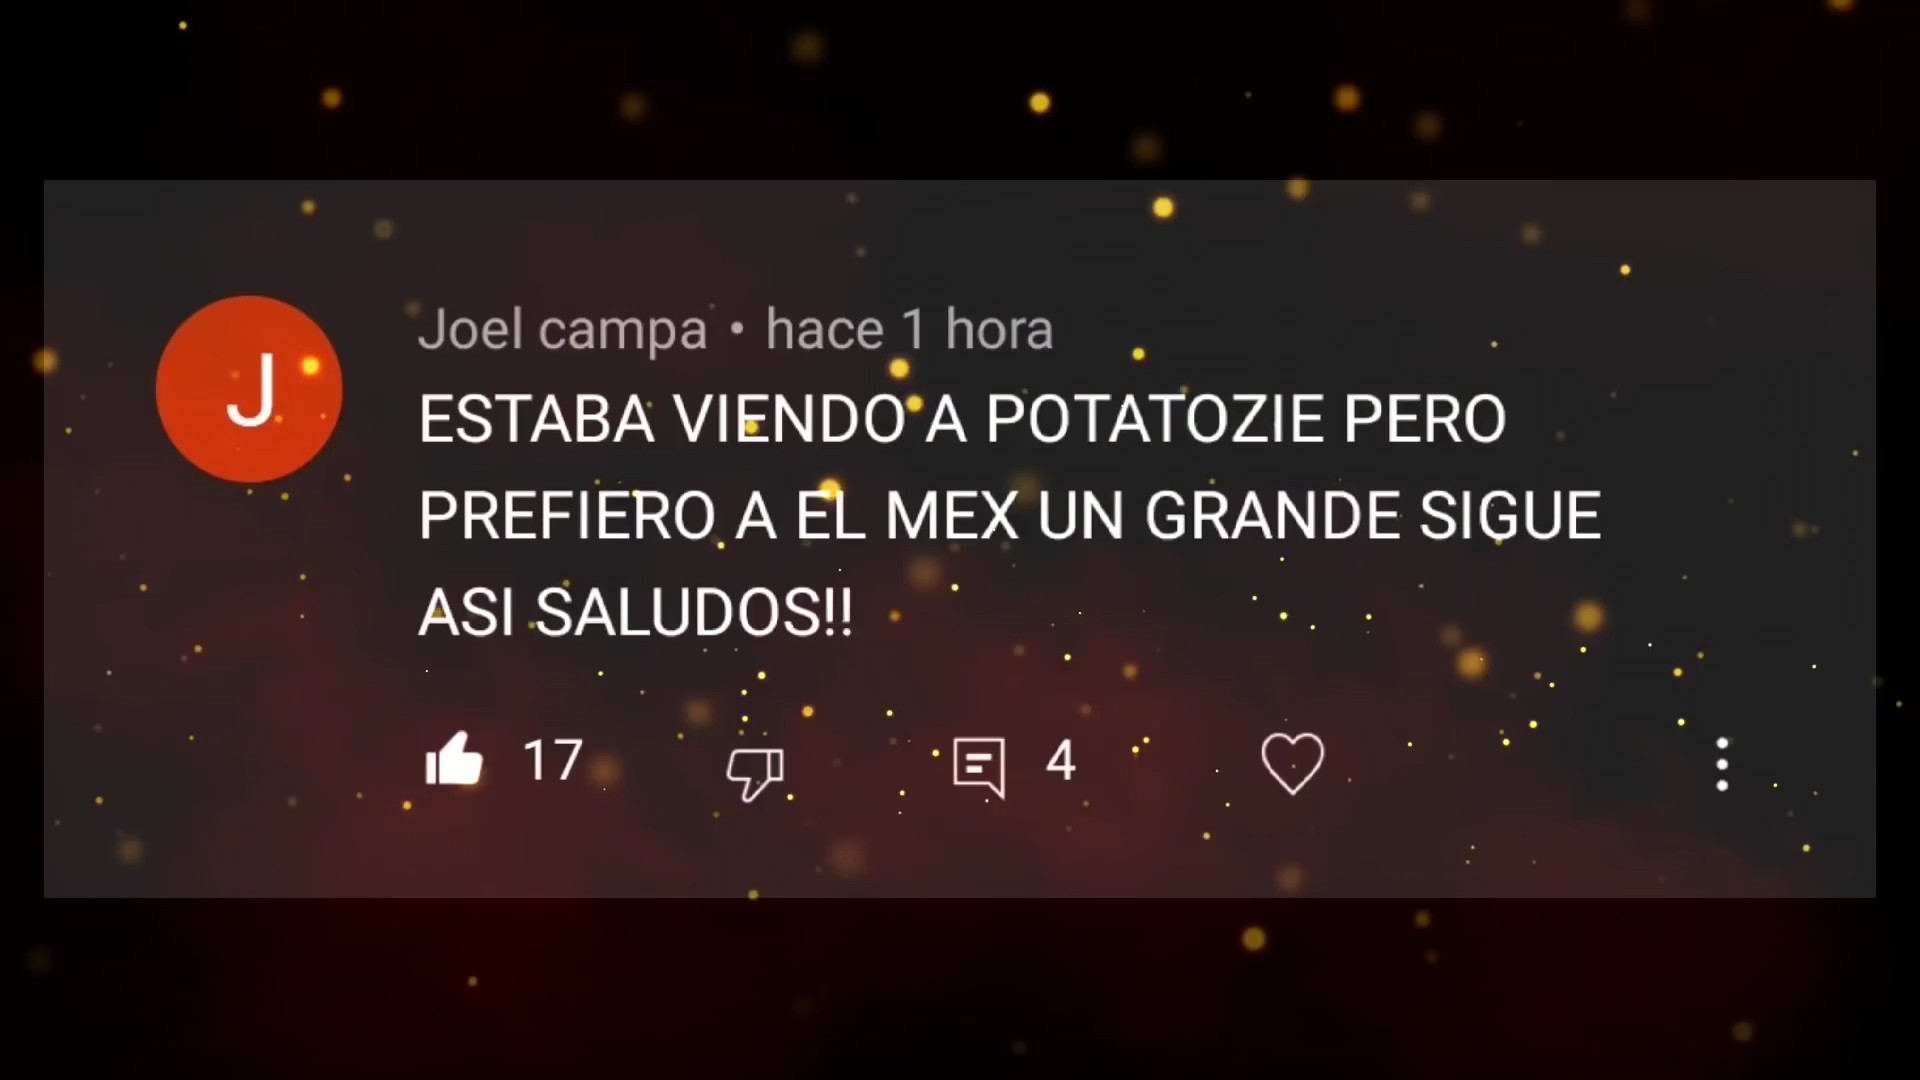 J
Joel campa • hace 1 hora
ESTABA VIENDO A POTATOZIE PERO
PREFIERO A EL MEX UN GRANDE SIGUE
ASI SALUDOS!!
17 4